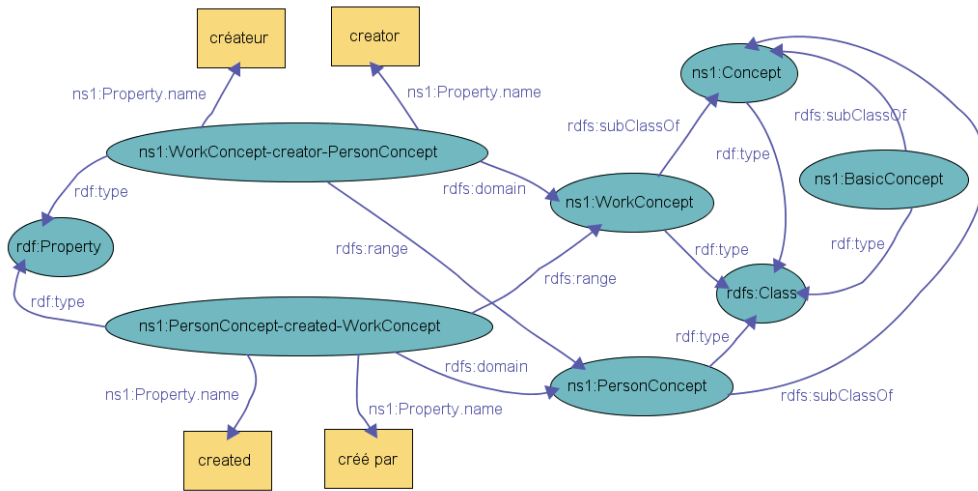 créateur
creator
ns1:Concept
ns1:Property.name
ns1:Property.name
rdfs:subClassOf
rdfs:subClassOf
ns1:WorkConcept-creator-PersonConcept
rdf:type
ns1:BasicConcept
rdf:type
rdfs:domain
ns1:WorkConcept
rdf:Property
rdfs:range
rdf:type
rdf:type
rdfs:range
rdfs:Class
rdf:type
ns1:PersonConcept-created-WorkConcept
rdf:type
rdfs:domain
ns1:PersonConcept
ns1:Property.name
rdfs:subClassOf
ns1:Property.name
created
créé par